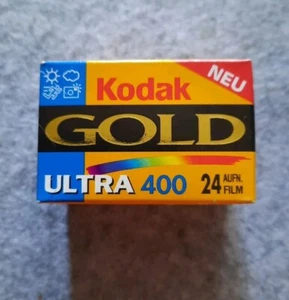 NEU
Kodak
GOLD
ULTRA 400 24 AUFN. FILM